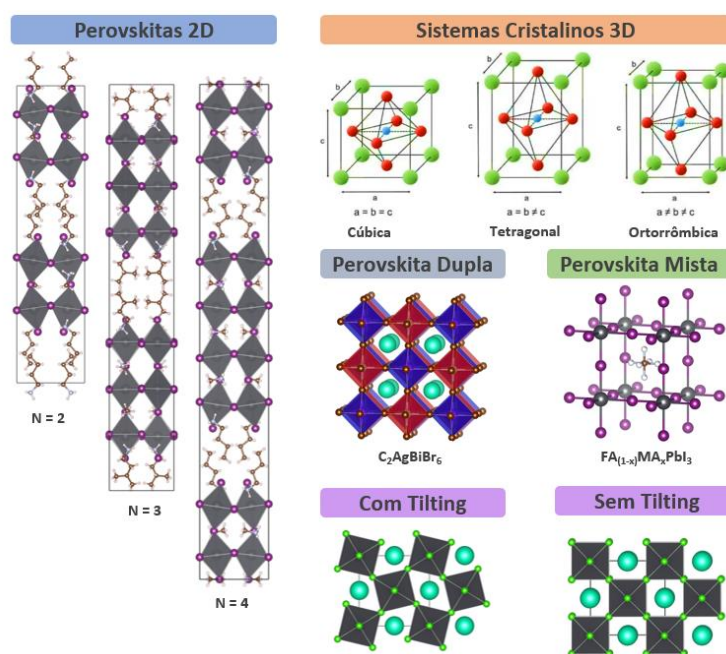 Perovskitas 2D
N = 2
N = 3
N = 4
Sistemas Cristalinos 3D
b
c
a
a = b = c
Cúbica
b
c
a
a = b ≠ c
Tetragonal
b
c
a
a ≠ b ≠ c
Ortorrômbica
Perovskita Dupla
C₂AgBiBr₆
Perovskita Mista
FA₍₁₋ₓ₎MAₓPbI₃
Com Tilting
Sem Tilting